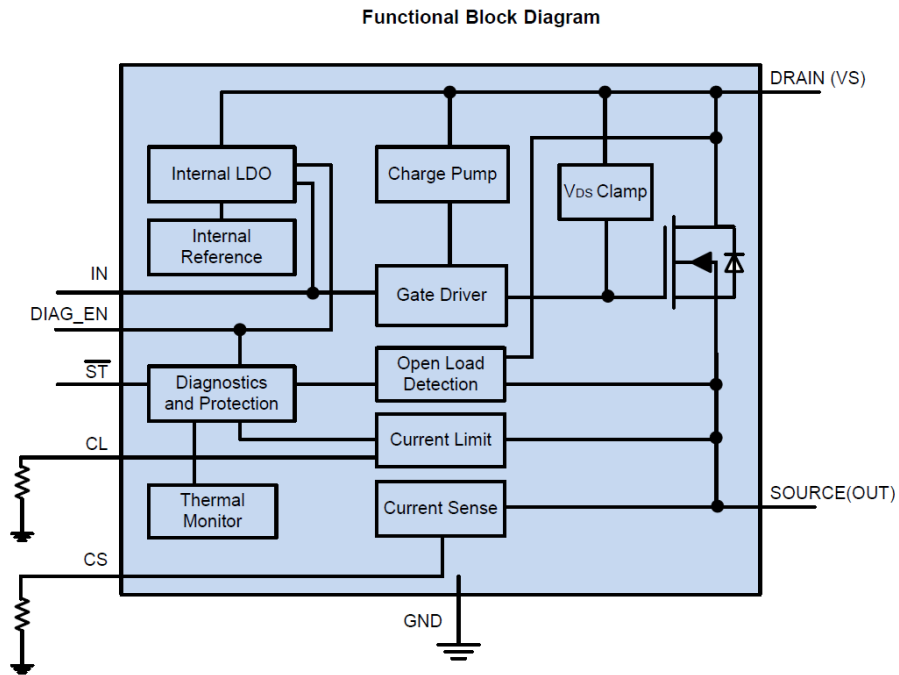 Functional Block Diagram
DRAIN (VS)
Internal LDO
Charge Pump
VDS Clamp
Internal
Reference
IN
Gate Driver
DIAG_EN
Open Load
Detection
ST
Diagnostics
and Protection
CL
Current Limit
Thermal
Monitor
Current Sense
SOURCE(OUT)
CS
GND